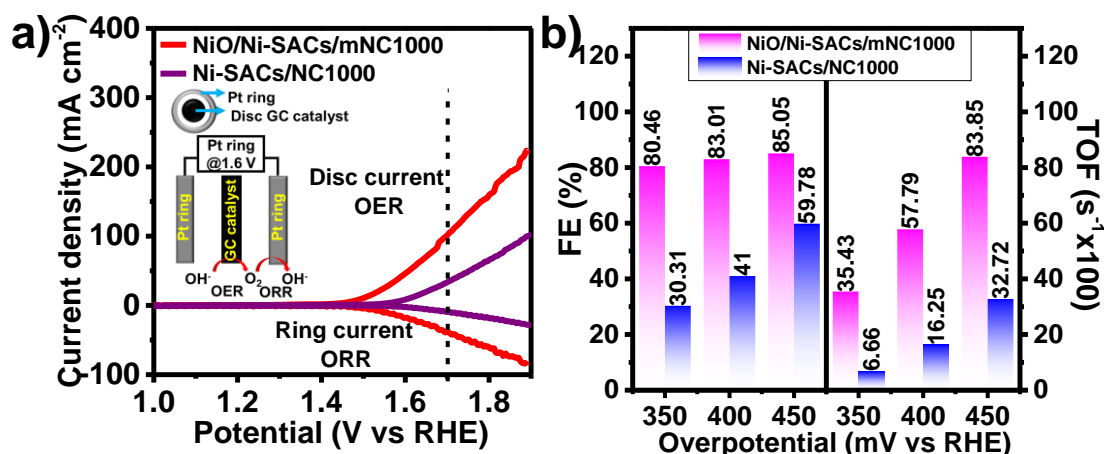 a)
Current density (mA cm-2)
400
300
200
100
0
100
NiO/Ni-SACs/mNC1000
Ni-SACs/NC1000
Pt ring
Disc GC catalyst
Pt ring
@1.6 V
Pt ring
GC catalyst
Pt ring
OH-
OER
O2
ORR
OH-
Disc current
OER
Ring current
ORR
1.0 1.2 1.4 1.6 1.8
Potential (V vs RHE)
b)
FE (%)
120
100
80
60
40
20
0
NiO/Ni-SACs/mNC1000
Ni-SACs/NC1000
80.46
30.31
83.01
41
85.05
59.78
35.43
6.66
57.79
16.25
83.85
32.72
120
100
80
60
40
20
0
TOF (s-1x100)
350 400 450 350 400 450
Overpotential (mV vs RHE)